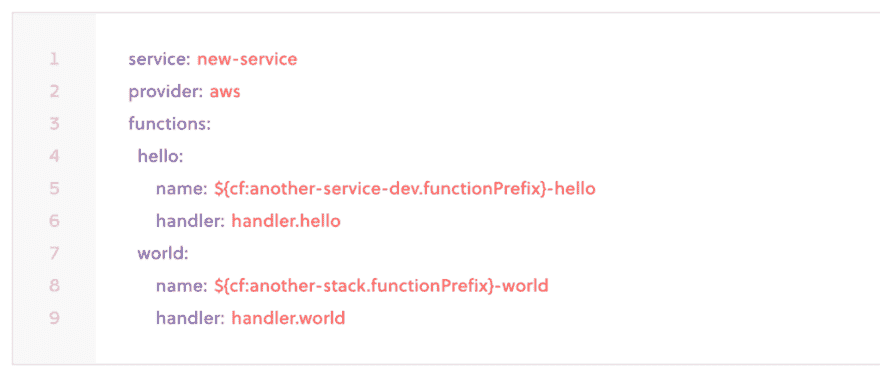 1 service: new-service
2 provider: aws
3 functions:
4 hello:
5 name: ${cf:another-service-dev.functionPrefix}-hello
6 handler: handler.hello
7 world:
8 name: ${cf:another-stack.functionPrefix}-world
9 handler: handler.world